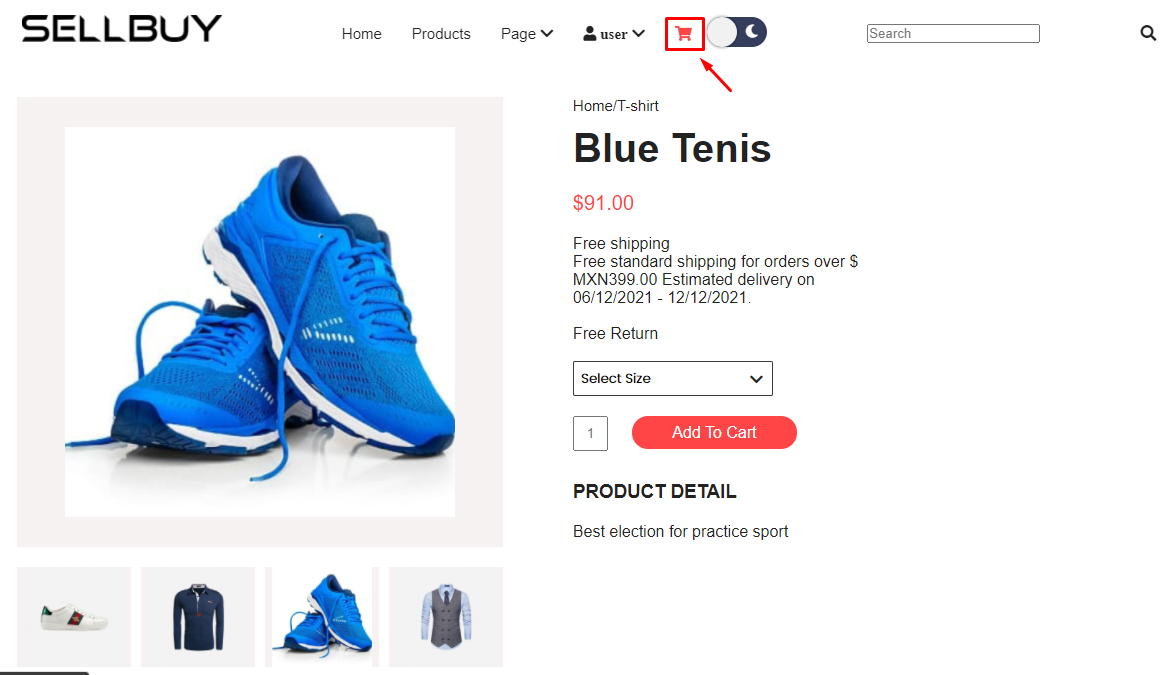 SELLBUY
Home Products Page user
Search
Home/T-shirt
Blue Tenis
$91.00
Free shipping
Free standard shipping for orders over $
MXN399.00 Estimated delivery on
06/12/2021 - 12/12/2021.
Free Return
Select Size
1 Add To Cart
PRODUCT DETAIL
Best election for practice sport